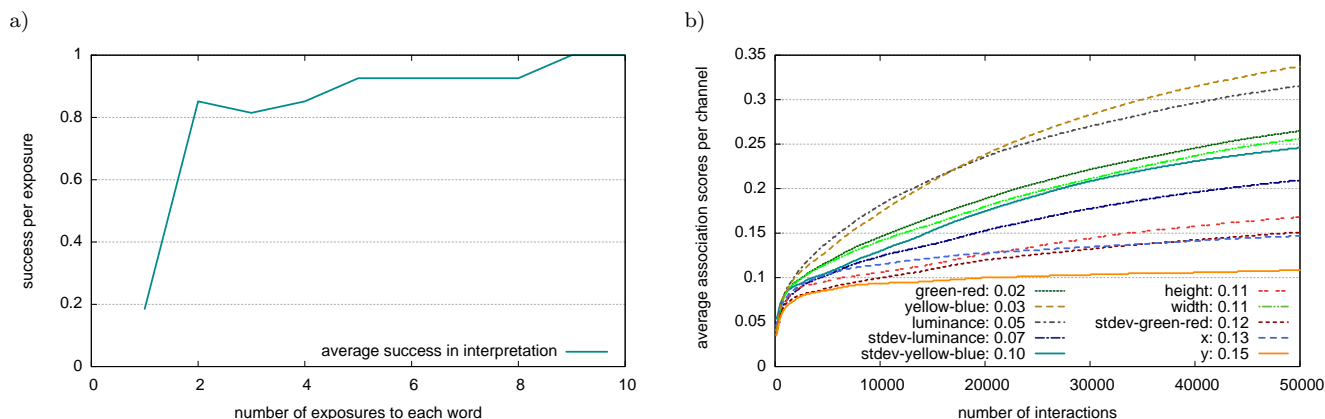 a)
1
0.8
0.6
0.4
0.2
0
success per exposure
average success in interpretation
0 2 4 6 8 10
number of exposures to each word
b)
0.35
0.3
0.25
0.2
0.15
0.1
0.05
0
average association scores per channel
green-red: 0.02
yellow-blue: 0.03
luminance: 0.05
stdev-luminance: 0.07
stdev-yellow-blue: 0.10
height: 0.11
width: 0.11
stdev-green-red: 0.12
x: 0.13
y: 0.15
0 10000 20000 30000 40000 50000
number of interactions